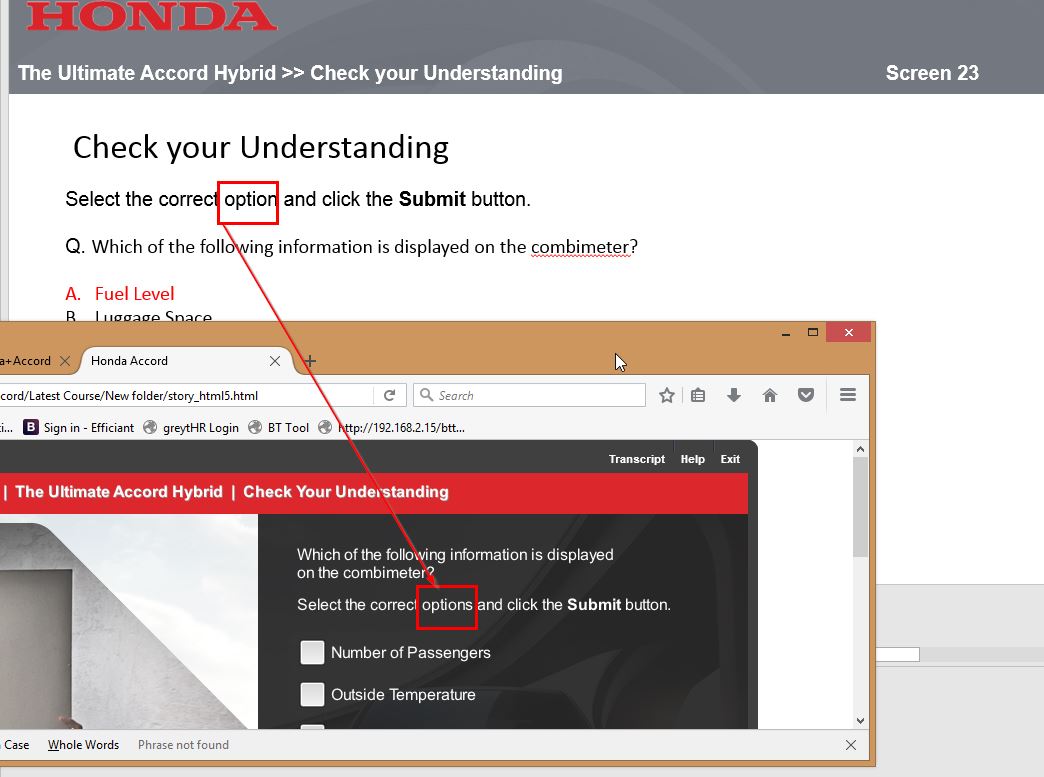 HONDA
The Ultimate Accord Hybrid >> Check your Understanding Screen 23
Check your Understanding
Select the correct option and click the Submit button.
Q. Which of the following information is displayed on the combimeter?
A. Fuel Level
B. Luggage Space
a+Accord Honda Accord
cord/Latest Course/New folder/story_html5.html Search
i... B Sign in - Efficiant greytHR Login BT Tool http://192.168.2.15/btt...
Transcript Help Exit
| The Ultimate Accord Hybrid | Check Your Understanding
Which of the following information is displayed
on the combimeter?
Select the correct options and click the Submit button.
Number of Passengers
Outside Temperature
Case Whole Words Phrase not found